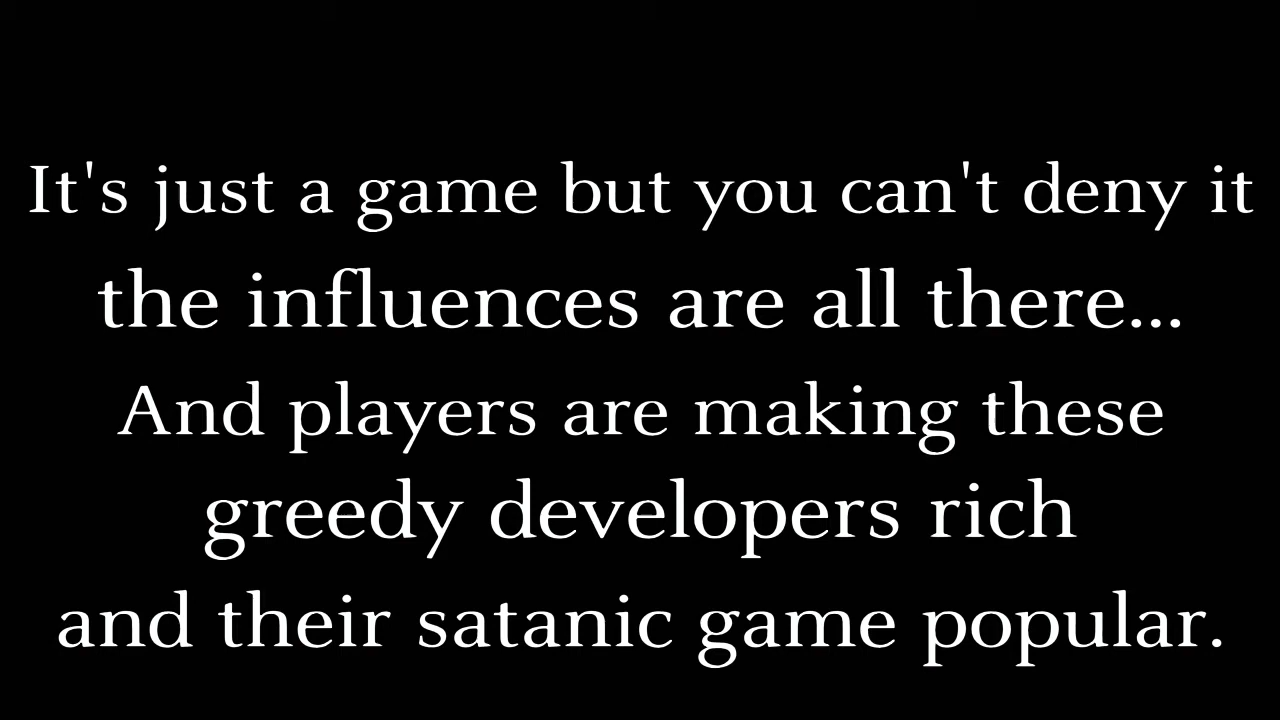 It's just a game but you can't deny it
the influences are all there...
And players are making these
greedy developers rich
and their satanic game popular.